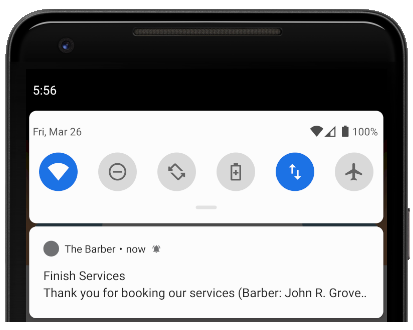 5:56
Fri, Mar 26 100%
The Barber • now
Finish Services
Thank you for booking our services (Barber: John R. Grove..